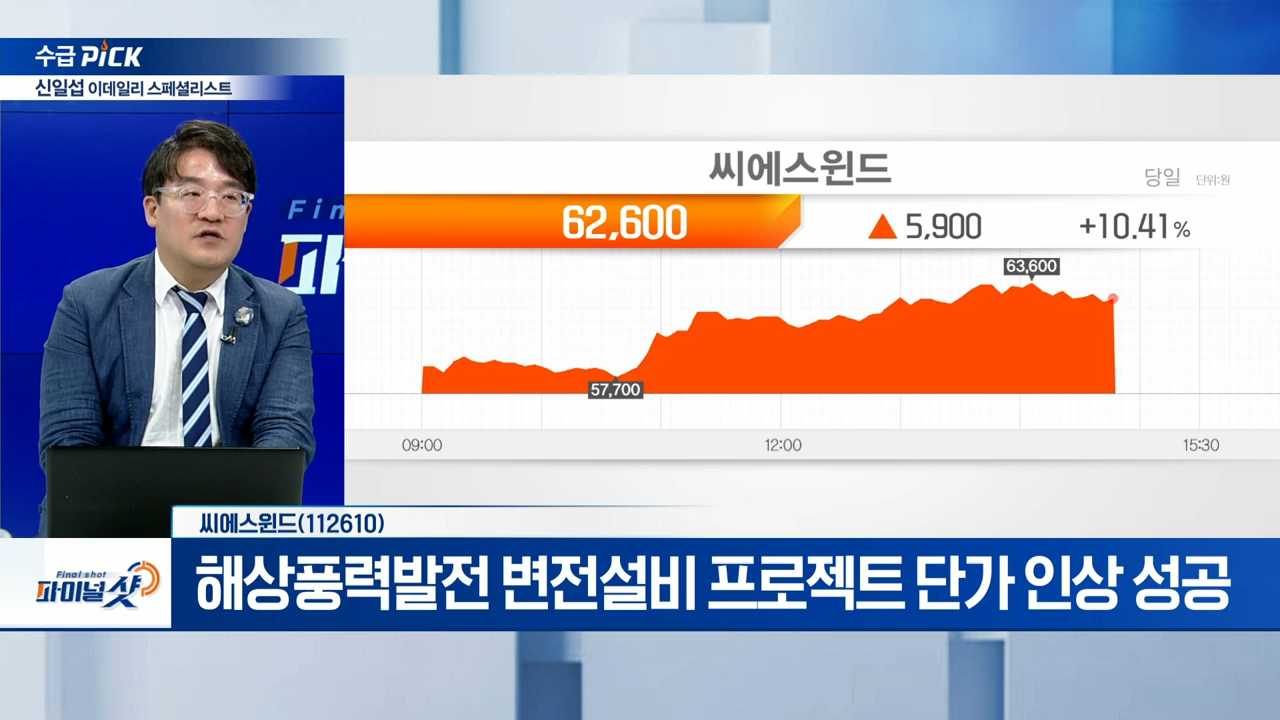 수급 PiCK
신일섭 이데일리 스페셜리스트
Fin
파
씨에스윈드
당일 단위:원
62,600 ▲ 5,900 +10.41%
63,600
57,700
09:00 12:00 15:30
씨에스윈드(112610)
Final shot
파이널샷
해상풍력발전 변전설비 프로젝트 단가 인상 성공